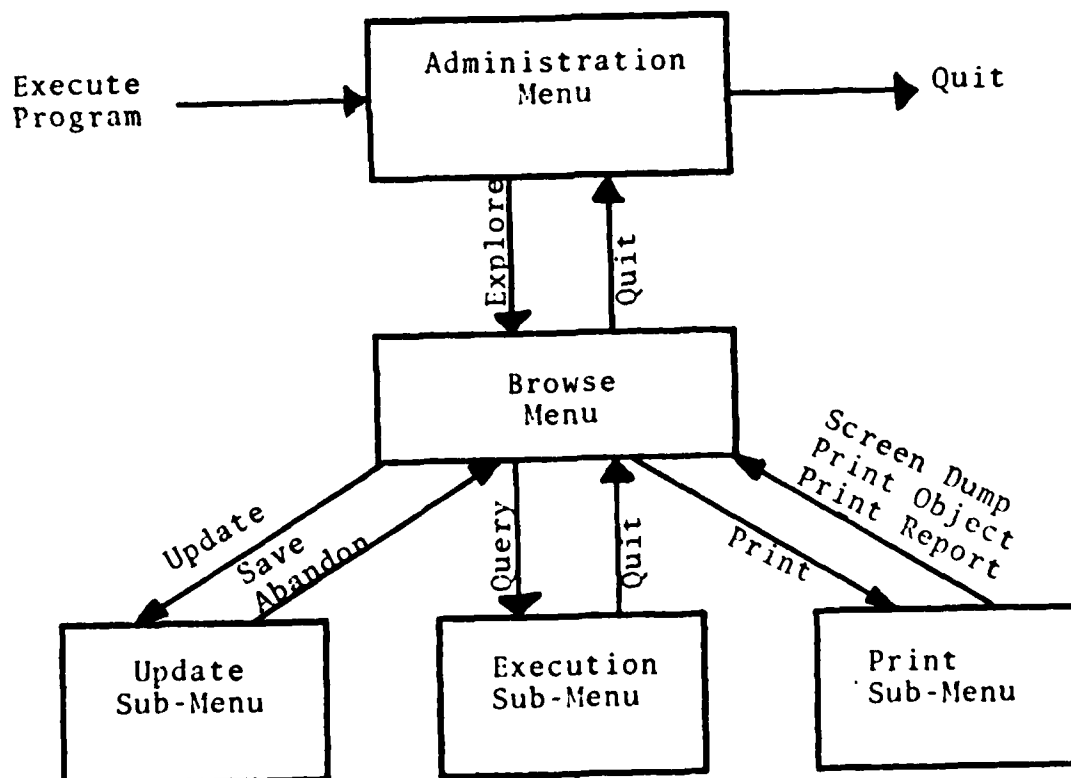 Administration
Menu
Execute
Program
Quit
Explore
Quit
Browse
Menu
Update
Save
Abandon
Query
Quit
Print
Screen Dump
Print Object
Print Report
Update
Sub-Menu
Execution
Sub-Menu
Print
Sub-Menu